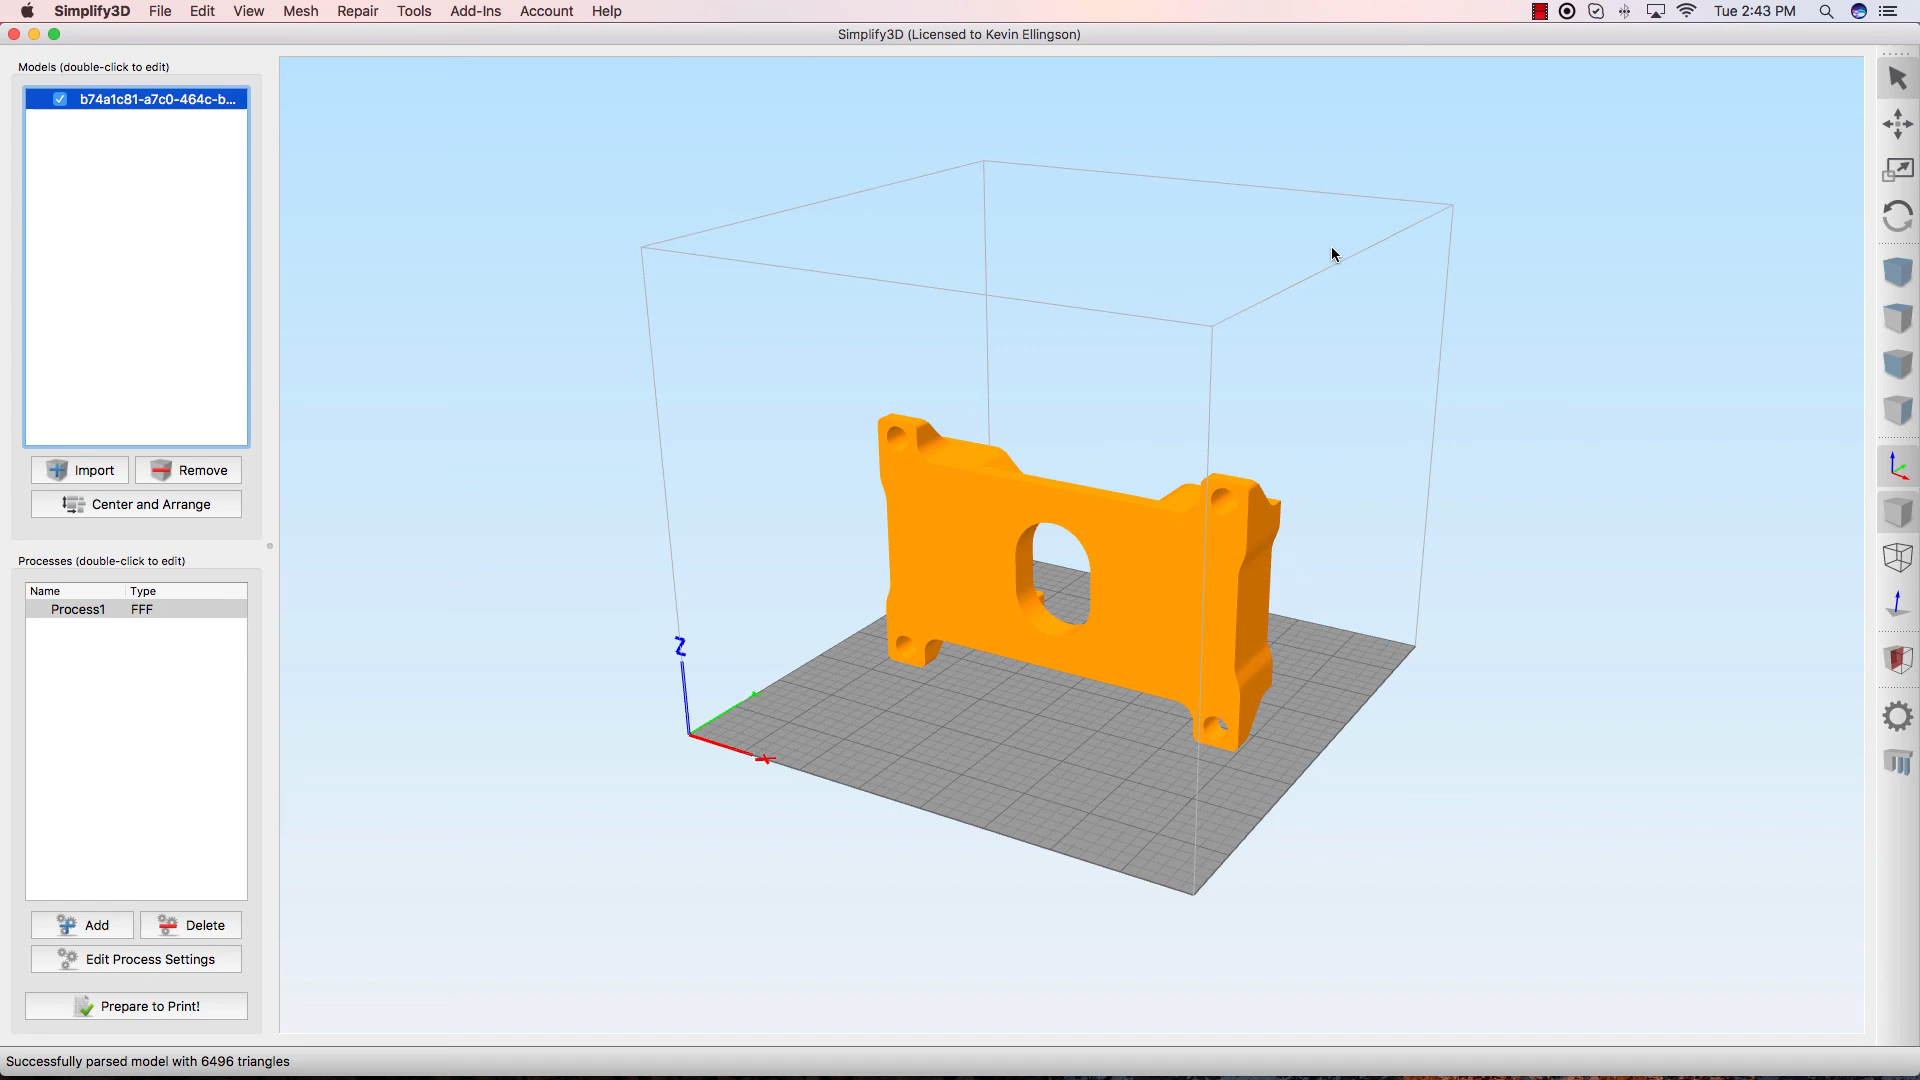 Simplify3D File Edit View Mesh Repair Tools Add-Ins Account Help Tue 2:43 PM
Simplify3D (Licensed to Kevin Ellingson)
Models (double-click to edit)
b74a1c81-a7c0-464c-b...
Import Remove
Center and Arrange
Processes (double-click to edit)
Name Type
Process1 FFF
Z
X
Add Delete
Edit Process Settings
Prepare to Print!
Successfully parsed model with 6496 triangles